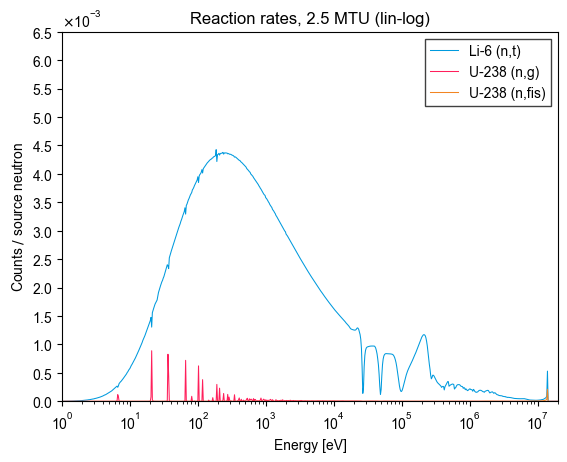 Reaction rates, 2.5 MTU (lin-log)
×10⁻³
6.5
6.0
5.5
5.0
4.5
4.0
3.5
3.0
2.5
2.0
1.5
1.0
0.5
0.0
Counts / source neutron
Li-6 (n,t)
U-238 (n,g)
U-238 (n,fis)
10⁰ 10¹ 10² 10³ 10⁴ 10⁵ 10⁶ 10⁷
Energy [eV]